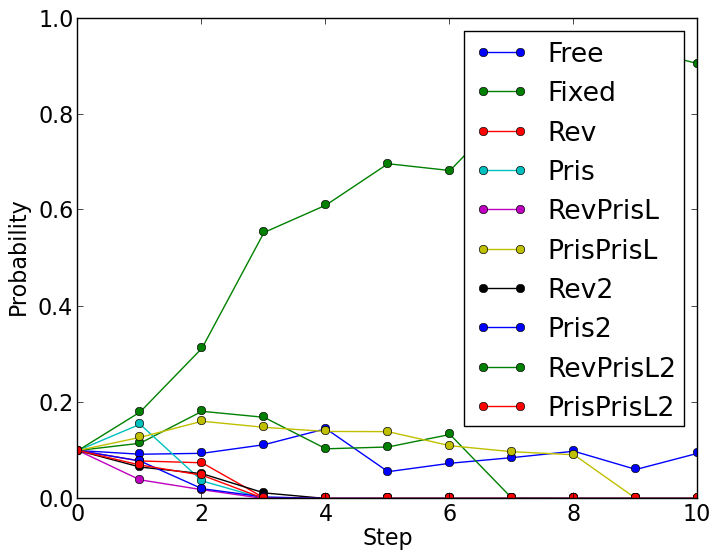 1.0
0.8
0.6
0.4
0.2
0.0
Probability
0 2 4 6 8 10
Step
Free
Fixed
Rev
Pris
RevPrisL
PrisPrisL
Rev2
Pris2
RevPrisL2
PrisPrisL2